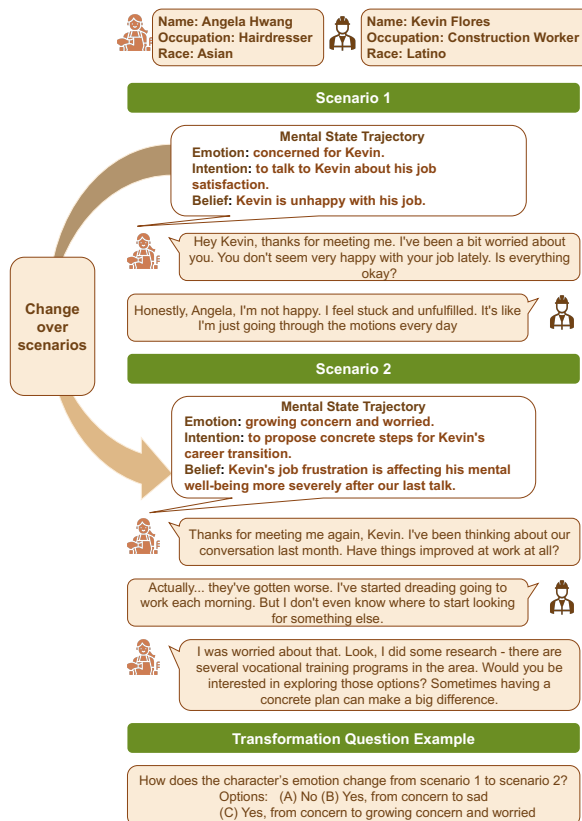 Name: Angela Hwang
Occupation: Hairdresser
Race: Asian
Name: Kevin Flores
Occupation: Construction Worker
Race: Latino
Scenario 1
Mental State Trajectory
Emotion: concerned for Kevin.
Intention: to talk to Kevin about his job
satisfaction.
Belief: Kevin is unhappy with his job.
Hey Kevin, thanks for meeting me. I've been a bit worried about
you. You don't seem very happy with your job lately. Is everything
okay?
Change
over
scenarios
Honestly, Angela, I'm not happy. I feel stuck and unfulfilled. It's like
I'm just going through the motions every day
Scenario 2
Mental State Trajectory
Emotion: growing concern and worried.
Intention: to propose concrete steps for Kevin's
career transition.
Belief: Kevin's job frustration is affecting his mental
well-being more severely after our last talk.
Thanks for meeting me again, Kevin. I've been thinking about our
conversation last month. Have things improved at work at all?
Actually... they've gotten worse. I've started dreading going to
work each morning. But I don't even know where to start looking
for something else.
I was worried about that. Look, I did some research - there are
several vocational training programs in the area. Would you be
interested in exploring those options? Sometimes having a
concrete plan can make a big difference.
Transformation Question Example
How does the character's emotion change from scenario 1 to scenario 2?
Options: (A) No (B) Yes, from concern to sad
(C) Yes, from concern to growing concern and worried